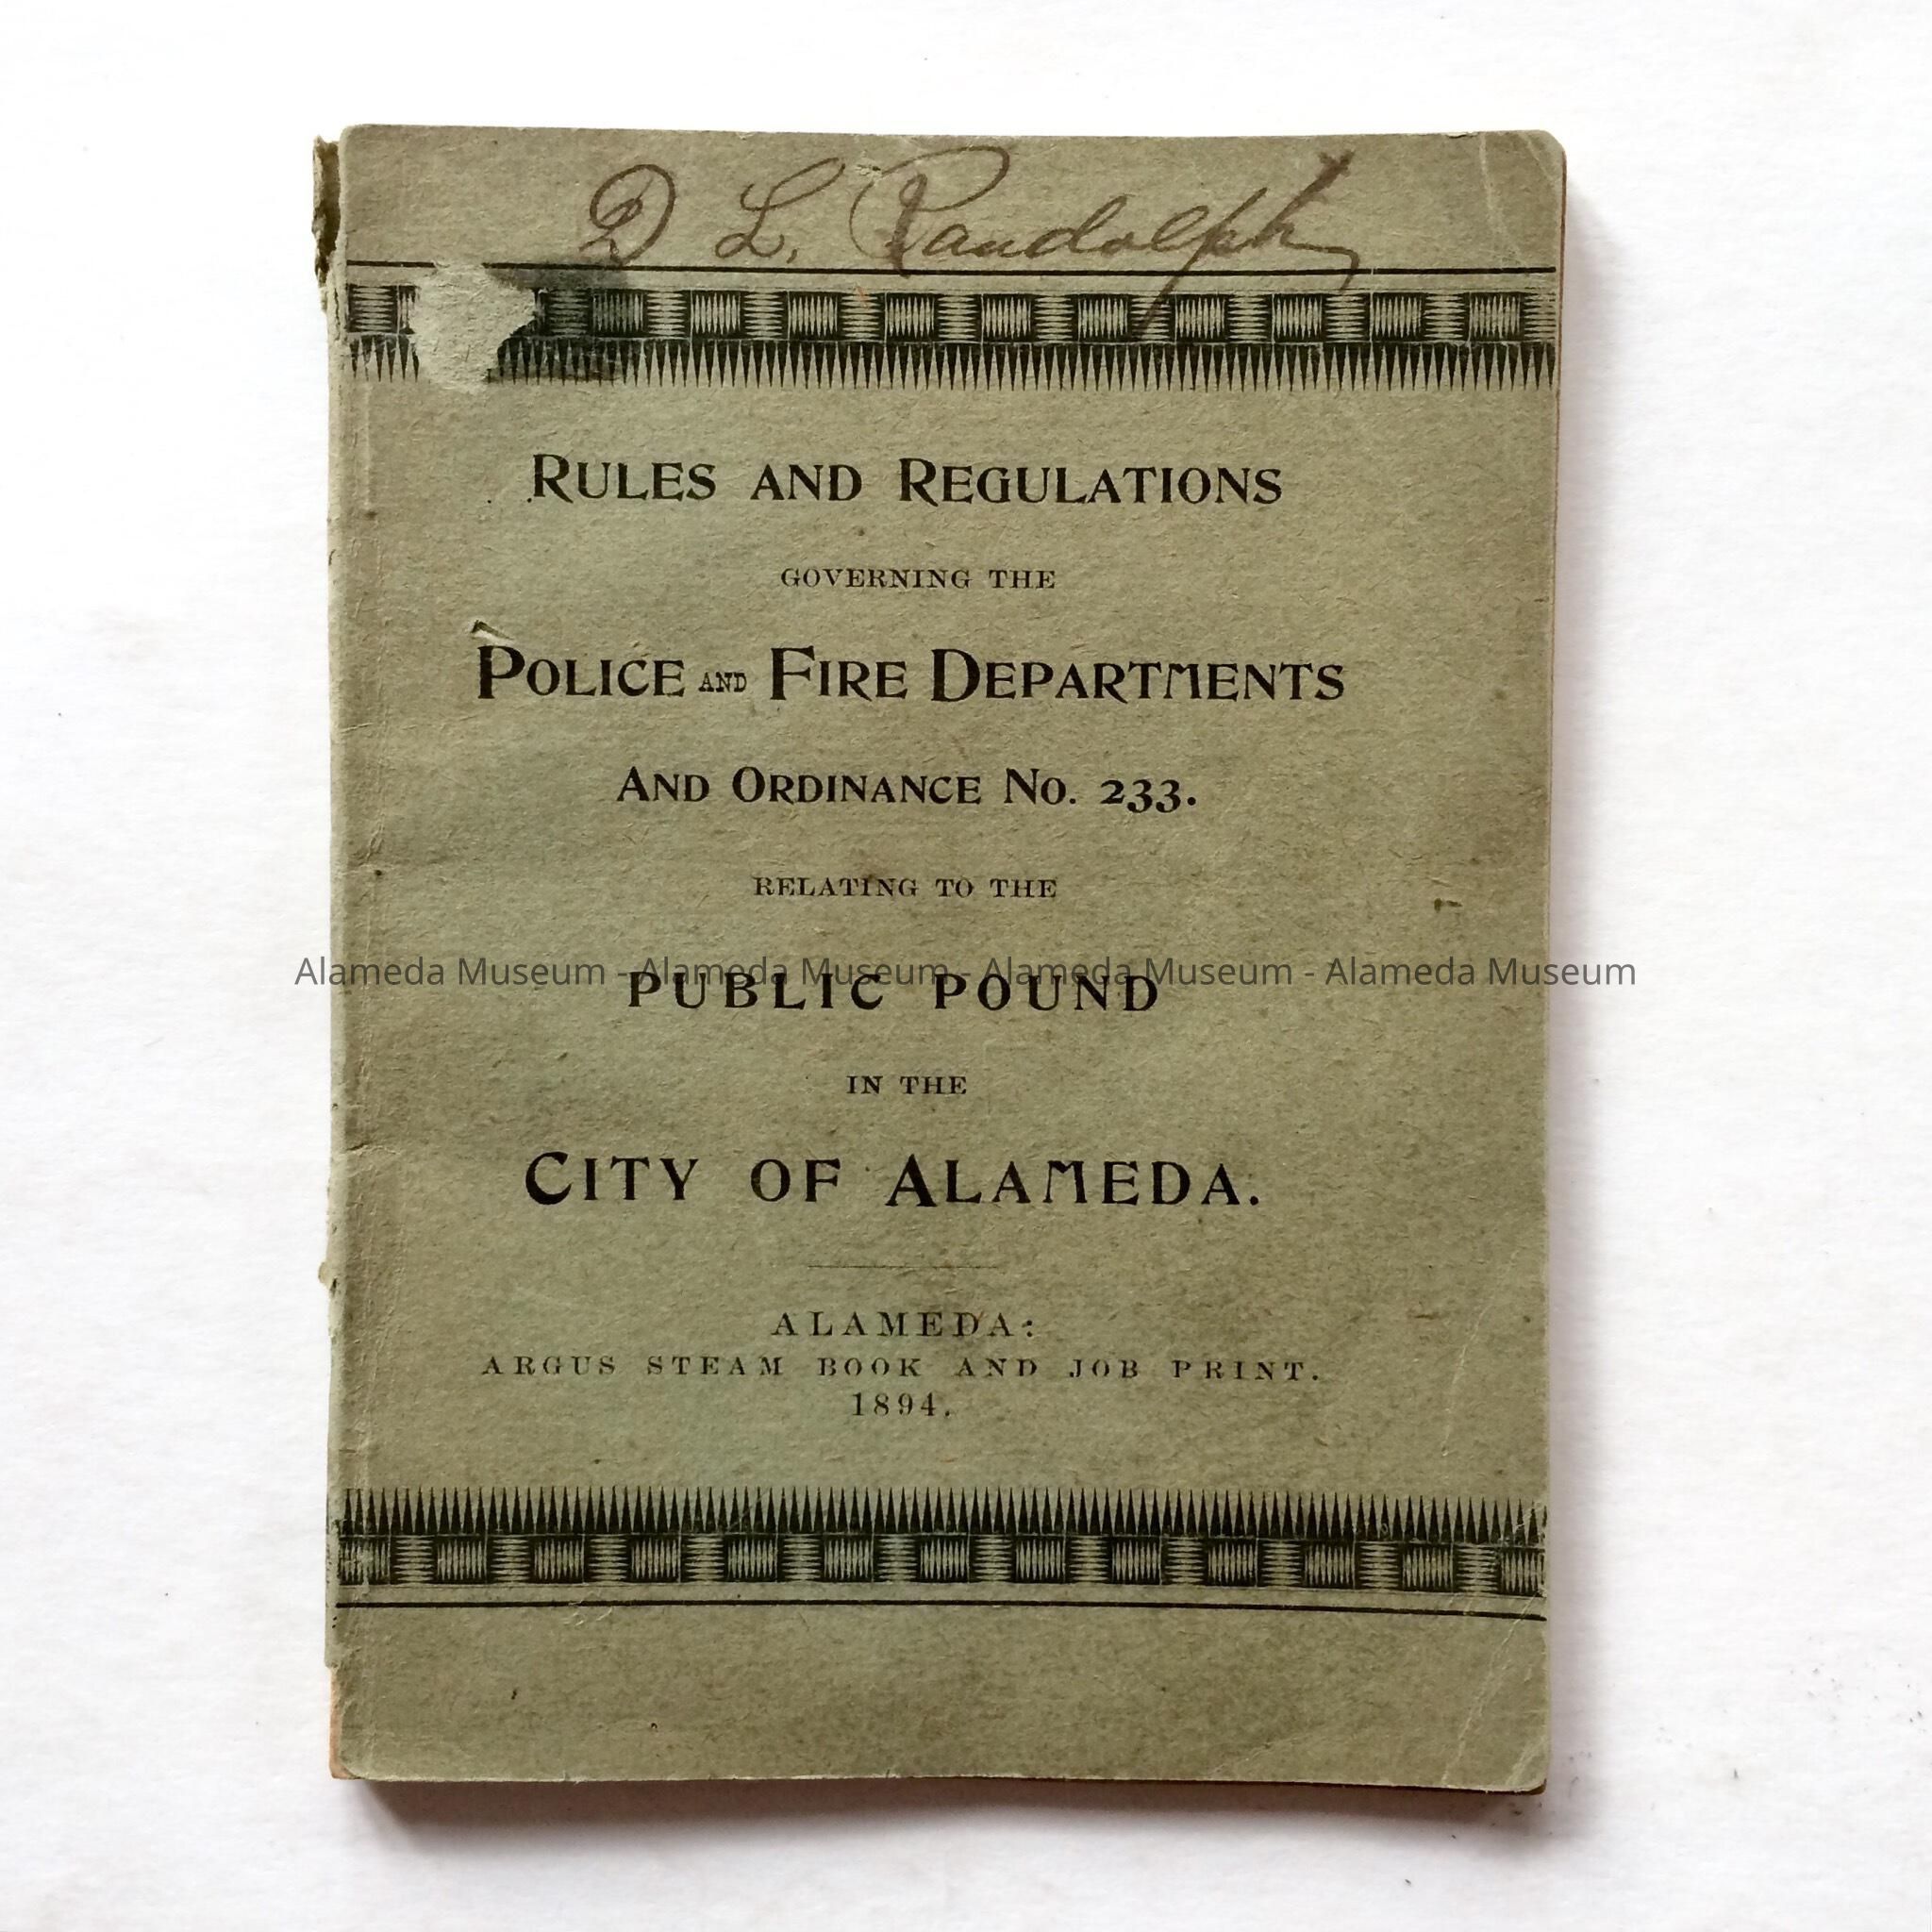 D L. Randolph
RULES AND REGULATIONS
GOVERNING THE
POLICE AND FIRE DEPARTMENTS
AND ORDINANCE No. 233.
RELATING TO THE
Alameda Museum - Alameda Museum - Alameda Museum - Alameda Museum
PUBLIC POUND
IN THE
CITY OF ALAMEDA.
ALAMEDA:
ARGUS STEAM BOOK AND JOB PRINT.
1894.